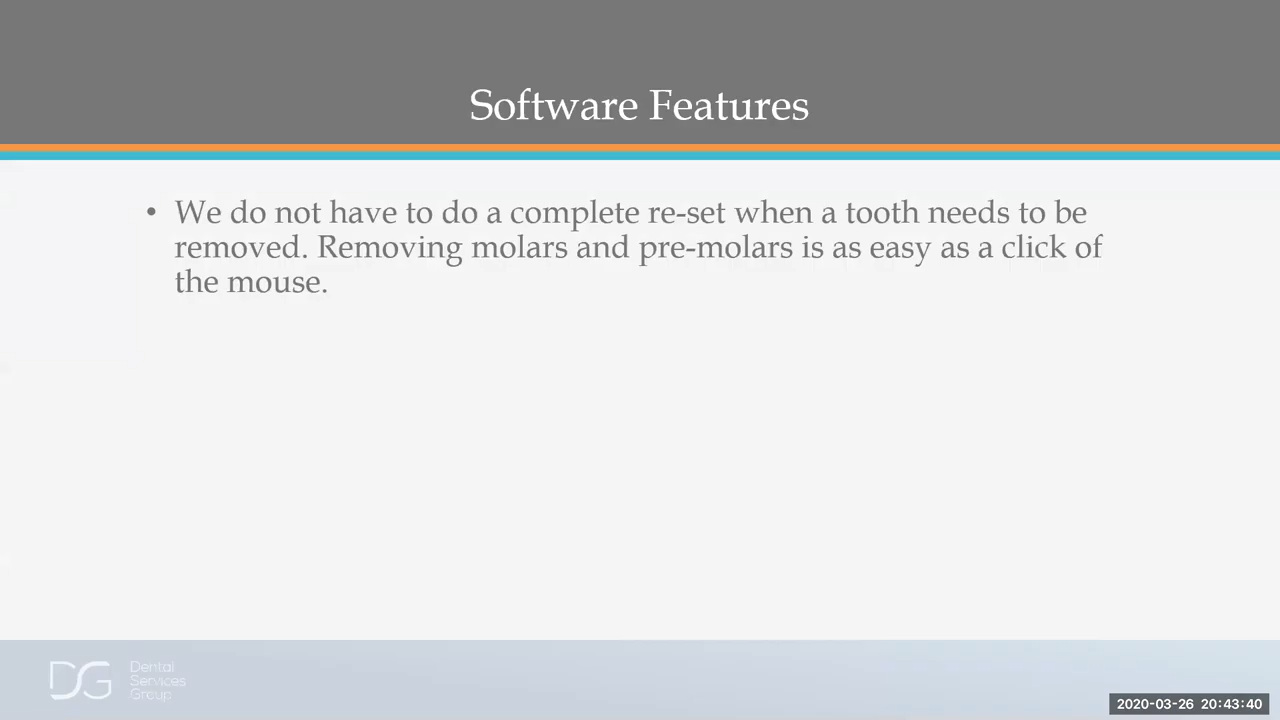 Software Features
• We do not have to do a complete re-set when a tooth needs to be
removed. Removing molars and pre-molars is as easy as a click of
the mouse.
DG
Dental
Services
Group
2020-03-26 20:43:40